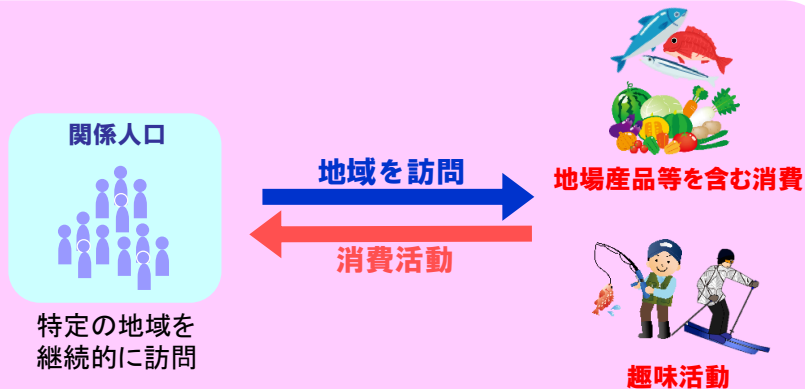 関係人口
特定の地域を
継続的に訪問
地域を訪問
消費活動
地場産品等を含む消費
趣味活動